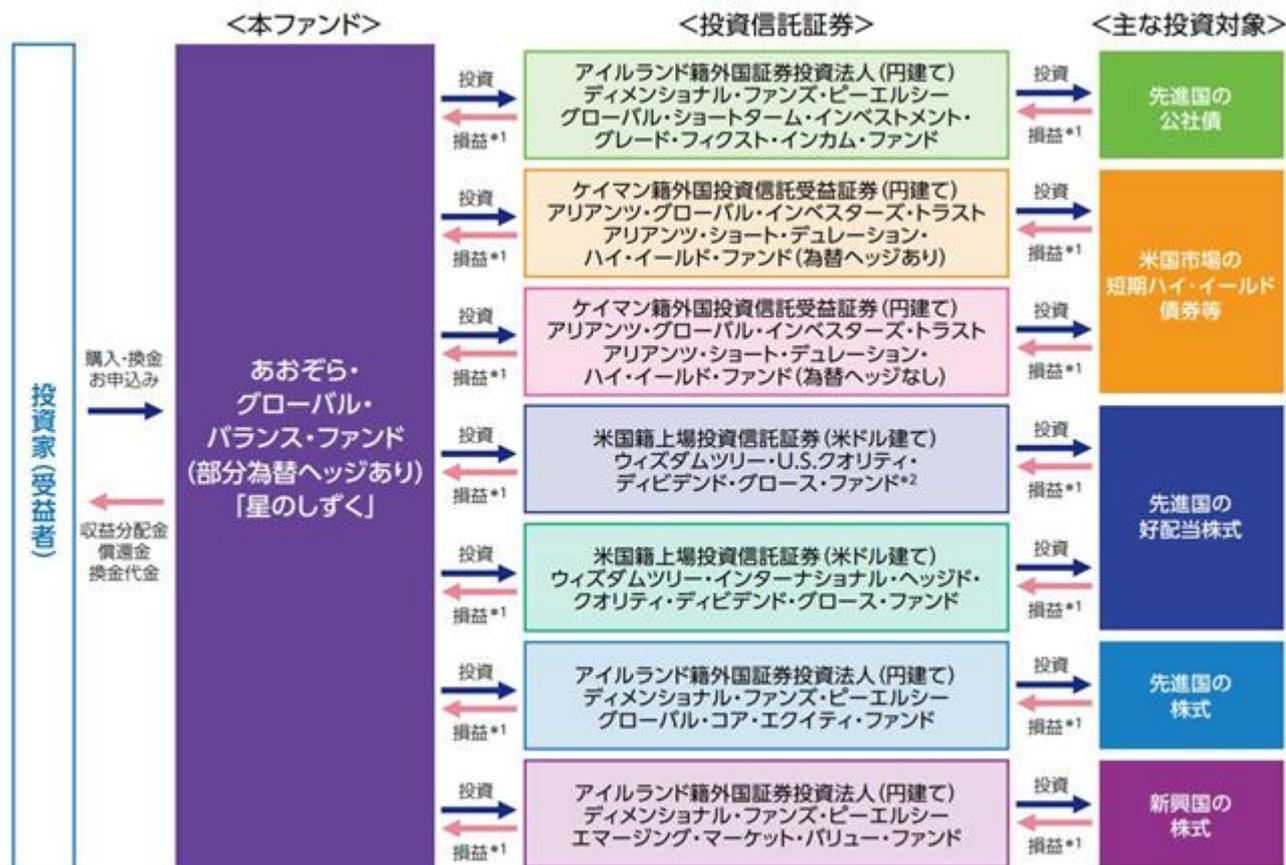 <本ファンド>
<投資信託証券>
<主な投資対象>
投資家(受益者)
購入・換金
お申込み
収益分配金
償還金
換金代金
あおぞら・
グローバル・
バランス・ファンド
(部分為替ヘッジあり)
「星のしずく」
投資
損益*1
アイルランド籍外国証券投資法人(円建て)
ディメンショナル・ファンズ・ピーエルシー
グローバル・ショートターム・インベストメント・
グレード・フィクスト・インカム・ファンド
投資
損益*1
先進国の
公社債
投資
損益*1
ケイマン籍外国投資信託受益証券(円建て)
アリアンツ・グローバル・インベスターズ・トラスト
アリアンツ・ショート・デュレーション・
ハイ・イールド・ファンド(為替ヘッジあり)
投資
損益*1
米国市場の
短期ハイ・イールド
債券等
投資
損益*1
ケイマン籍外国投資信託受益証券(円建て)
アリアンツ・グローバル・インベスターズ・トラスト
アリアンツ・ショート・デュレーション・
ハイ・イールド・ファンド(為替ヘッジなし)
投資
損益*1
投資
損益*1
米国籍上場投資信託証券(米ドル建て)
ウィズダムツリー・U.S.クオリティ・
ディビデンド・グロース・ファンド*2
投資
損益*1
先進国の
好配当株式
投資
損益*1
米国籍上場投資信託証券(米ドル建て)
ウィズダムツリー・インターナショナル・ヘッジド・
クオリティ・ディビデンド・グロース・ファンド
投資
損益*1
投資
損益*1
アイルランド籍外国証券投資法人(円建て)
ディメンショナル・ファンズ・ピーエルシー
グローバル・コア・エクイティ・ファンド
投資
損益*1
先進国の
株式
投資
損益*1
アイルランド籍外国証券投資法人(円建て)
ディメンショナル・ファンズ・ピーエルシー
エマージング・マーケット・バリュー・ファンド
投資
損益*1
新興国の
株式